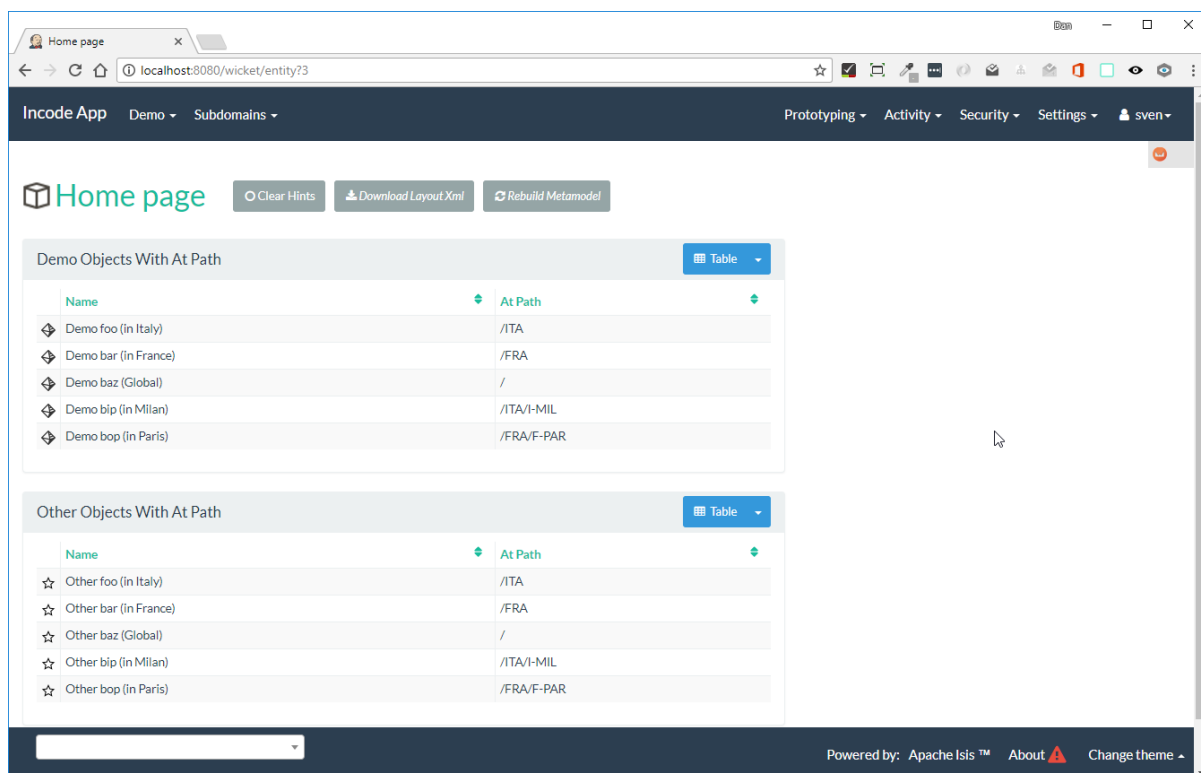 Dan
Home page
localhost:8080/wicket/entity?3
Incode App Demo Subdomains Prototyping Activity Security Settings sven
Home page Clear Hints Download Layout Xml Rebuild Metamodel
Demo Objects With At Path Table
Name At Path
Demo foo (in Italy) /ITA
Demo bar (in France) /FRA
Demo baz (Global) /
Demo bip (in Milan) /ITA/I-MIL
Demo bop (in Paris) /FRA/F-PAR
Other Objects With At Path Table
Name At Path
Other foo (in Italy) /ITA
Other bar (in France) /FRA
Other baz (Global) /
Other bip (in Milan) /ITA/I-MIL
Other bop (in Paris) /FRA/F-PAR
Powered by: Apache Isis ™ About Change theme